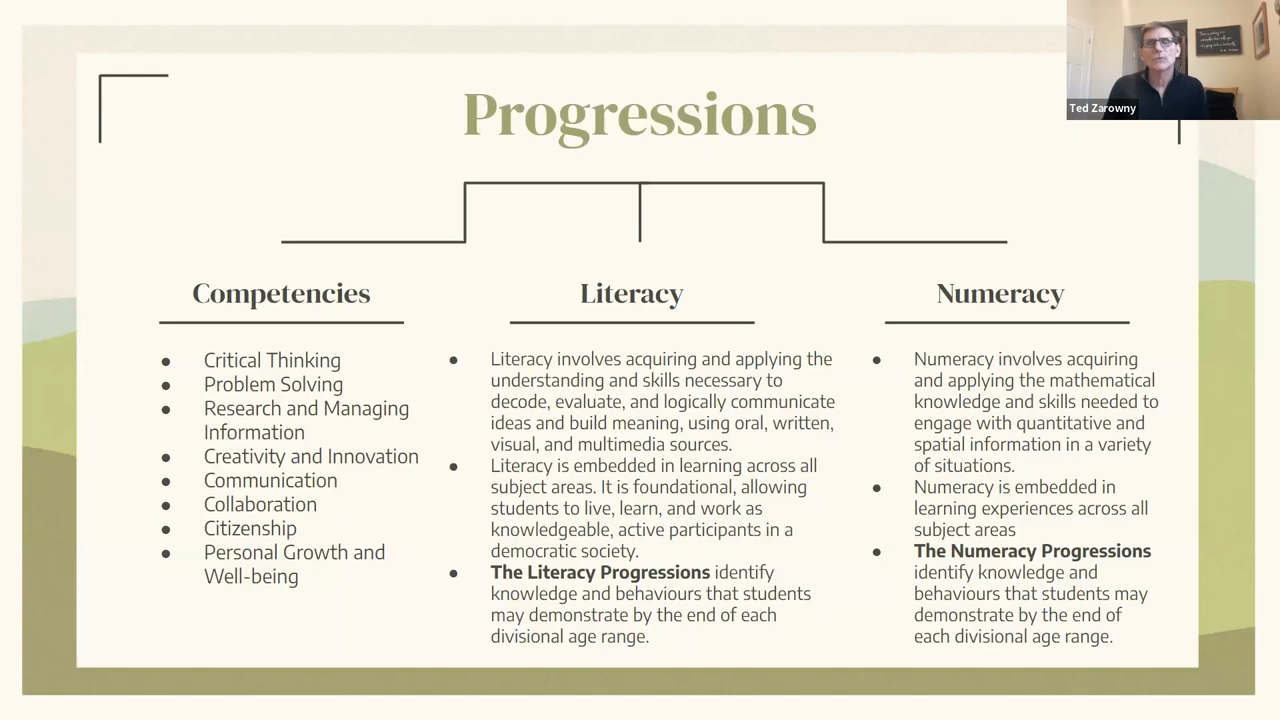 Progressions
Ted Zarowny
Competencies
Critical Thinking
Problem Solving
Research and Managing
Information
Creativity and Innovation
Communication
Collaboration
Citizenship
Personal Growth and
Well-being
Literacy
Literacy involves acquiring and applying the
understanding and skills necessary to
decode, evaluate, and logically communicate
ideas and build meaning, using oral, written,
visual, and multimedia sources.
Literacy is embedded in learning across all
subject areas. It is foundational, allowing
students to live, learn, and work as
knowledgeable, active participants in a
democratic society.
The Literacy Progressions identify
knowledge and behaviours that students
may demonstrate by the end of each
divisional age range.
Numeracy
Numeracy involves acquiring
and applying the mathematical
knowledge and skills needed to
engage with quantitative and
spatial information in a variety
of situations.
Numeracy is embedded in
learning experiences across all
subject areas
The Numeracy Progressions
identify knowledge and
behaviours that students may
demonstrate by the end of
each divisional age range.